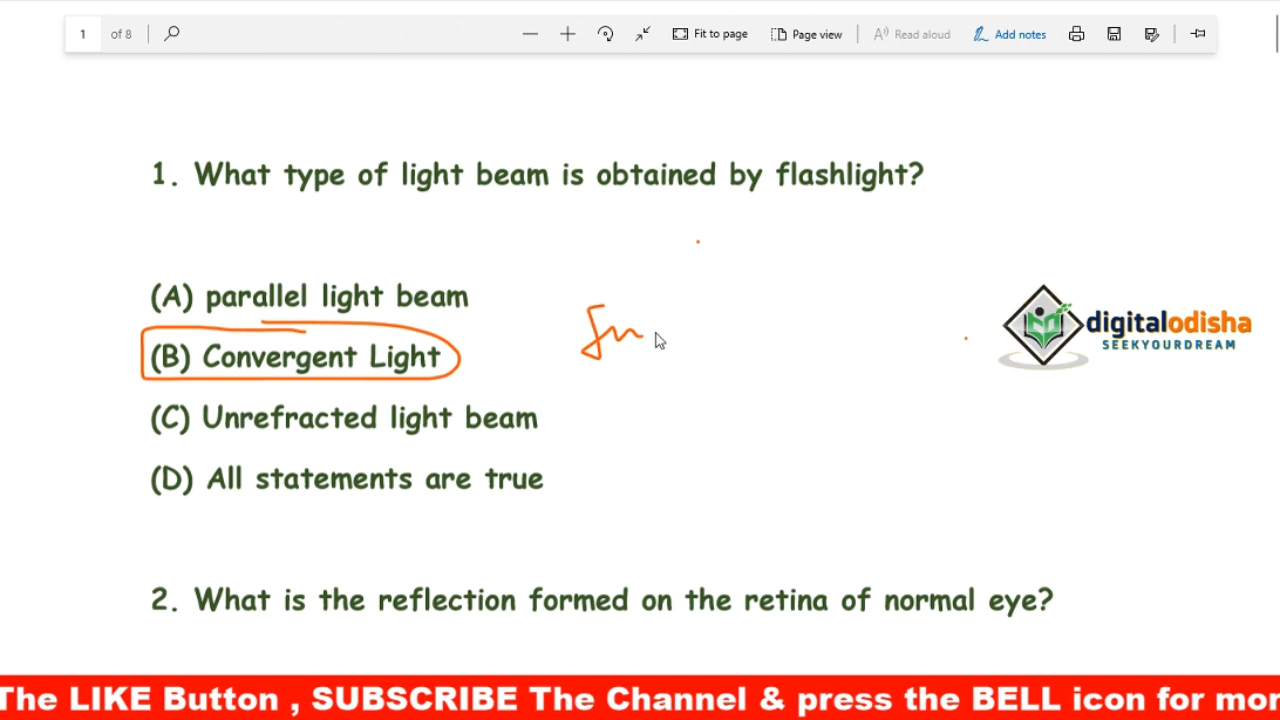 1 of 8 Fit to page Page view Read aloud Add notes
1. What type of light beam is obtained by flashlight?
(A) parallel light beam
(B) Convergent Light
(C) Unrefracted light beam
(D) All statements are true
digitalodisha
SEEKYOURDREAM
2. What is the reflection formed on the retina of normal eye?
The LIKE Button , SUBSCRIBE The Channel & press the BELL icon for mor